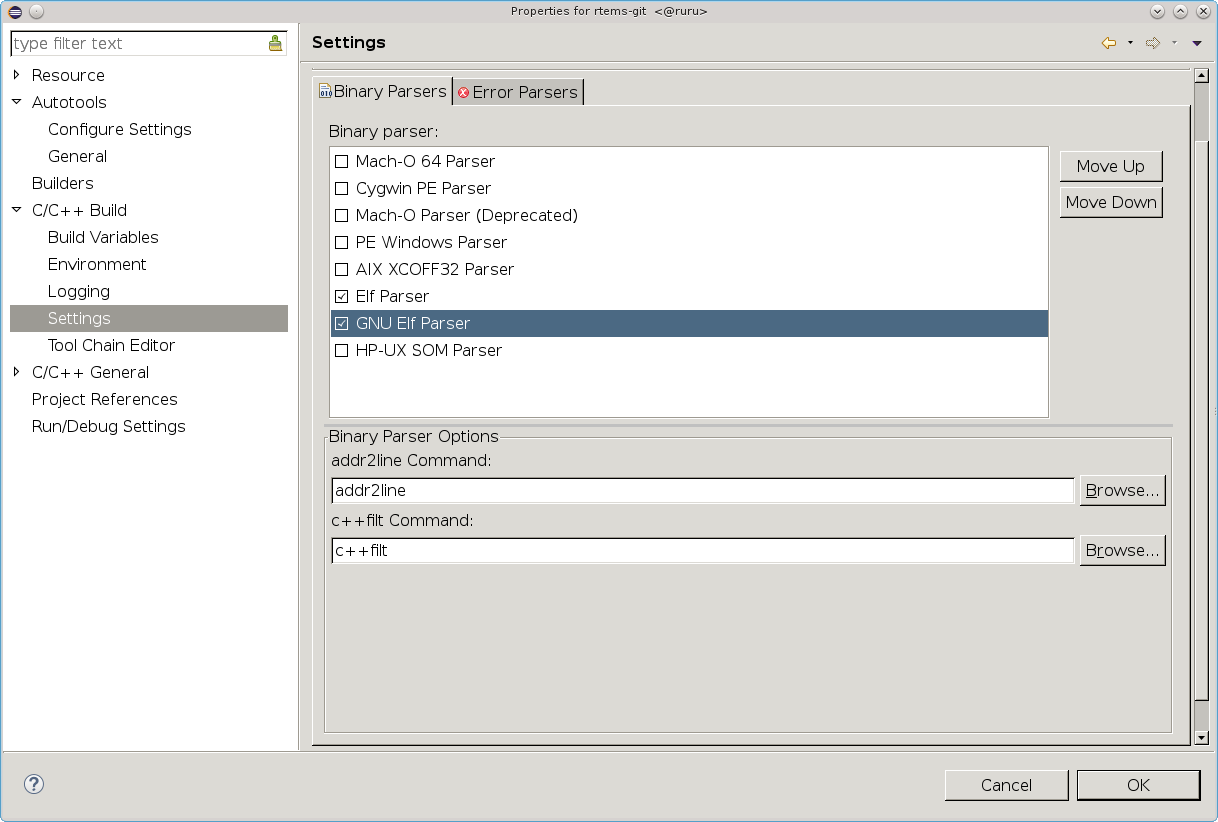 Properties for rtems-git <@ruru>
type filter text
Resource
Autotools
Configure Settings
General
Builders
C/C++ Build
Build Variables
Environment
Logging
Settings
Tool Chain Editor
C/C++ General
Project References
Run/Debug Settings
Settings
Binary Parsers
Error Parsers
Binary parser:
Mach-O 64 Parser
Cygwin PE Parser
Mach-O Parser (Deprecated)
PE Windows Parser
AIX XCOFF32 Parser
Elf Parser
GNU Elf Parser
HP-UX SOM Parser
Move Up
Move Down
Binary Parser Options
addr2line Command:
addr2line
Browse...
c++filt Command:
c++filt
Browse...
Cancel
OK